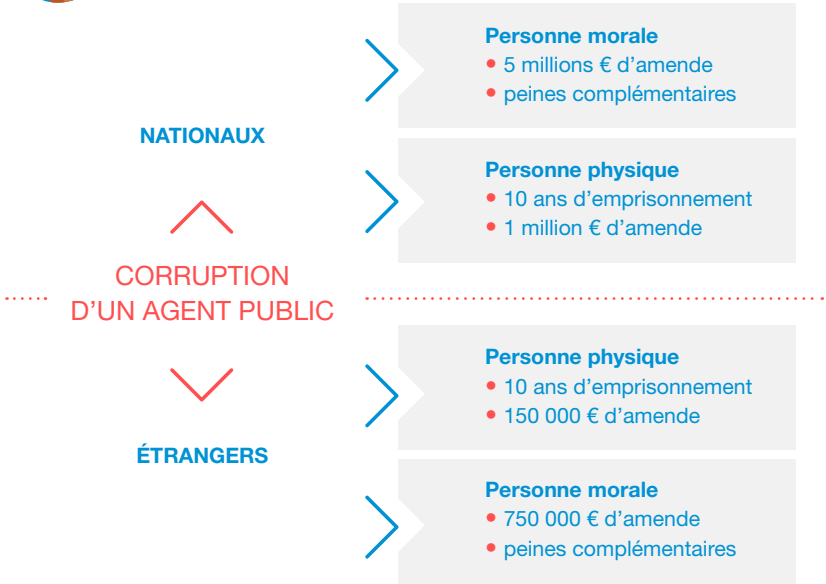 Personne morale
• 5 millions € d'amende
• peines complémentaires
NATIONAUX
Personne physique
• 10 ans d'emprisonnement
• 1 million € d'amende
CORRUPTION
D'UN AGENT PUBLIC
Personne physique
• 10 ans d'emprisonnement
• 150 000 € d'amende
ÉTRANGERS
Personne morale
• 750 000 € d'amende
• peines complémentaires